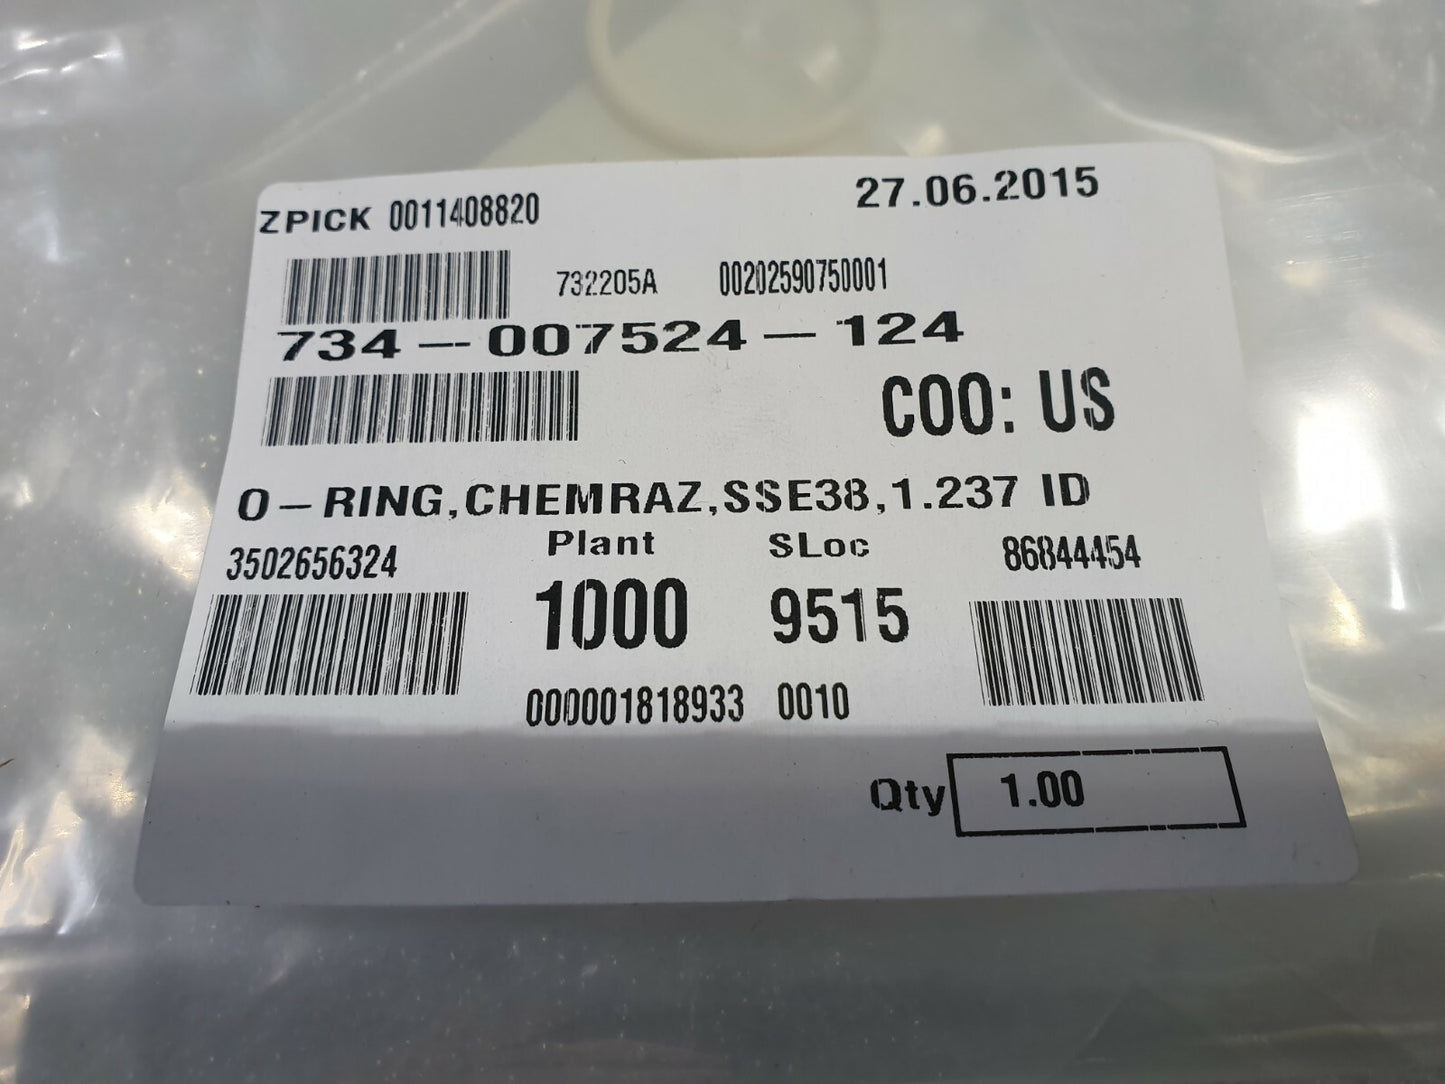 ZPICK 0011408820 27.06.2015
732205A 00202590750001
734-007524-124
COO: US
O-RING,CHEMRAZ,SSE38,1.237 ID
3502656324 Plant SLoc 86844454
1000 9515
000001818933 0010
Qty 1.00